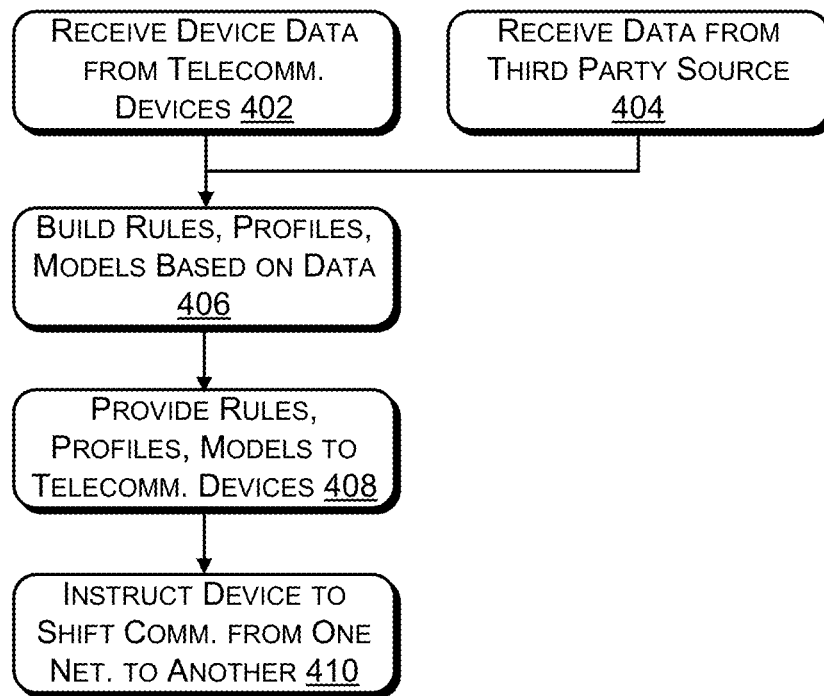 RECEIVE DEVICE DATA
FROM TELECOMM.
DEVICES 402
RECEIVE DATA FROM
THIRD PARTY SOURCE
404
BUILD RULES, PROFILES,
MODELS BASED ON DATA
406
PROVIDE RULES,
PROFILES, MODELS TO
TELECOMM. DEVICES 408
INSTRUCT DEVICE TO
SHIFT COMM. FROM ONE
NET. TO ANOTHER 410